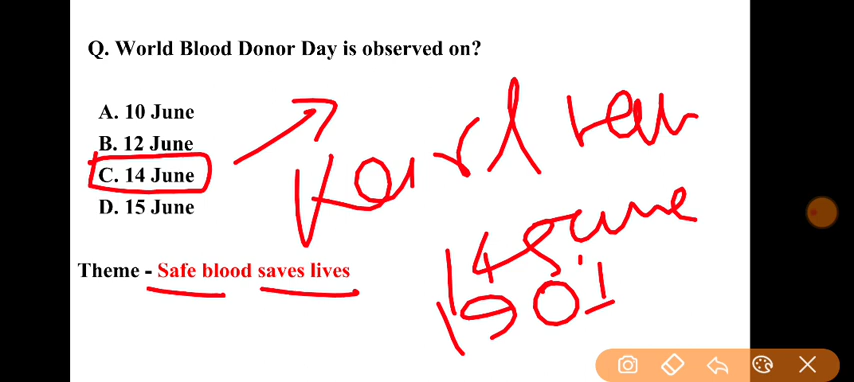 Q. World Blood Donor Day is observed on?
A. 10 June
B. 12 June
C. 14 June
D. 15 June
Theme - Safe blood saves lives
14 June
1901